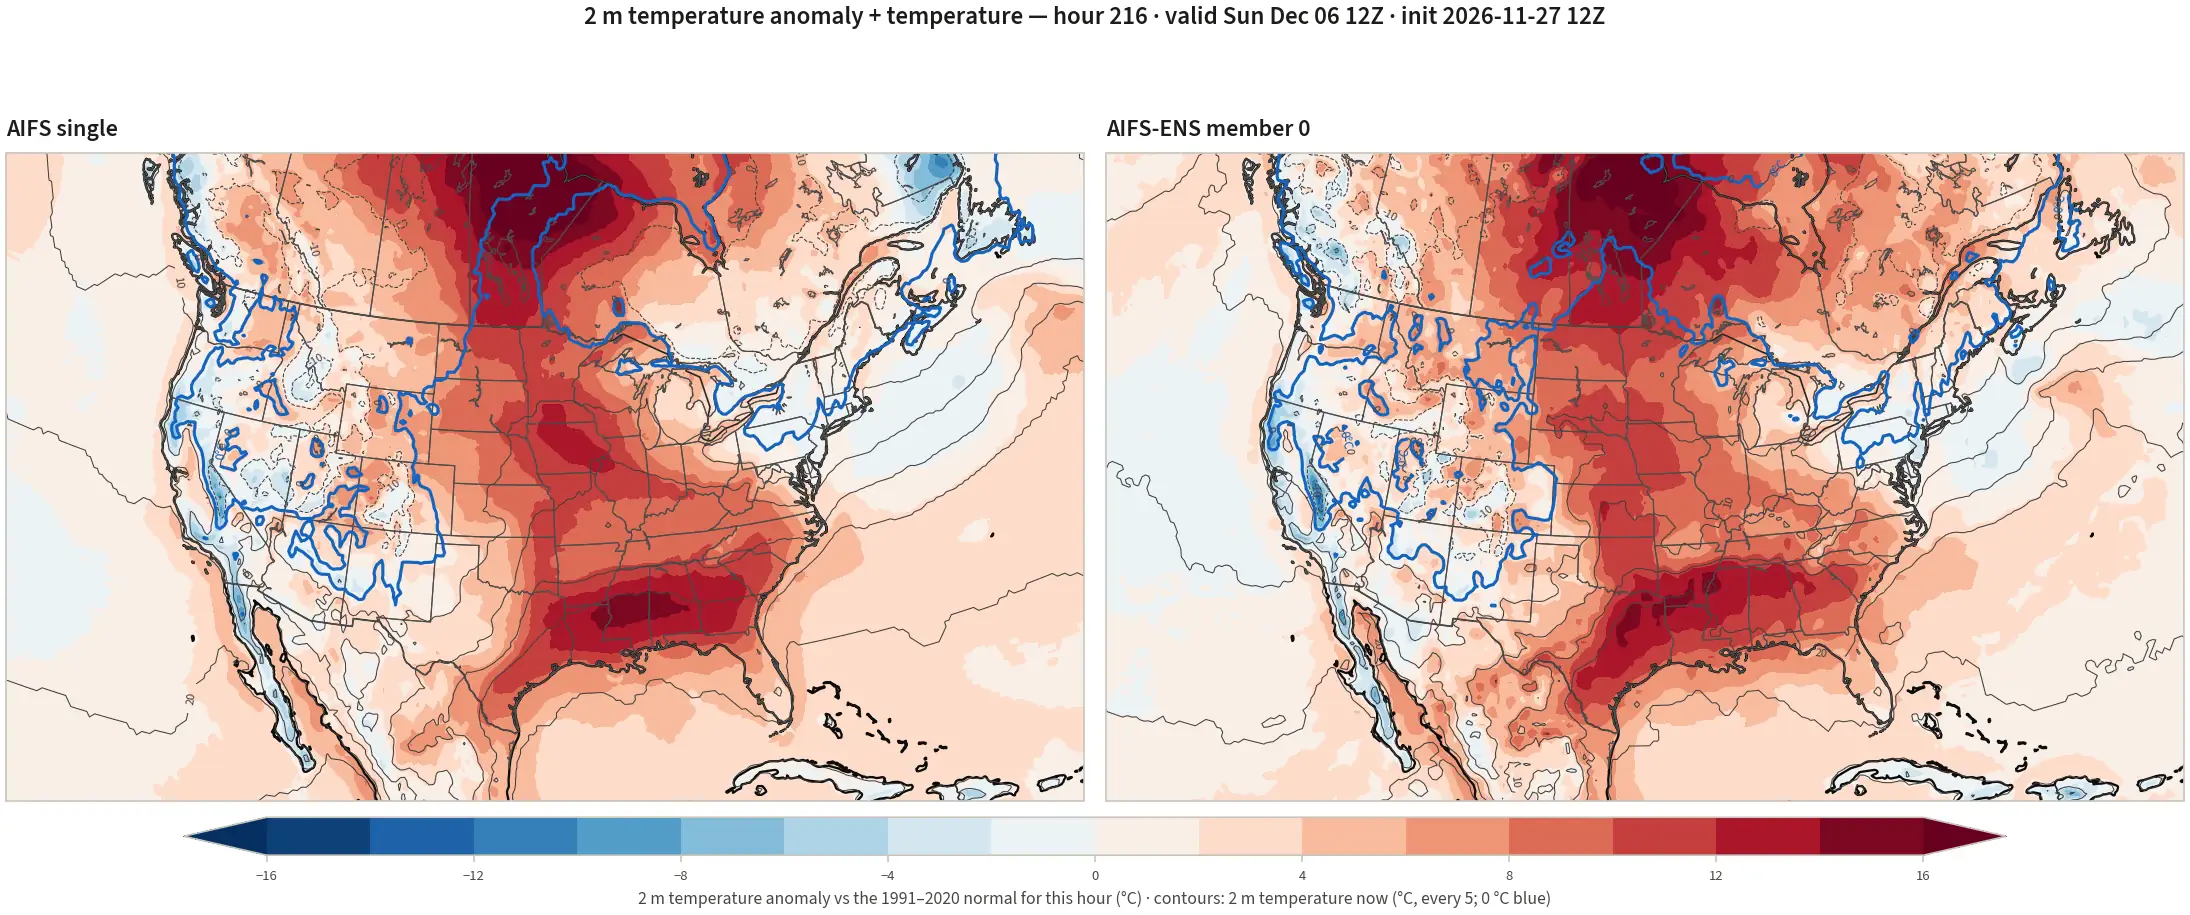 2 m temperature anomaly + temperature — hour 216 · valid Sun Dec 06 12Z · init 2026-11-27 12Z
AIFS single
AIFS-ENS member 0
−16 −12 −8 −4 0 4 8 12 16
2 m temperature anomaly vs the 1991–2020 normal for this hour (°C) · contours: 2 m temperature now (°C, every 5; 0 °C blue)